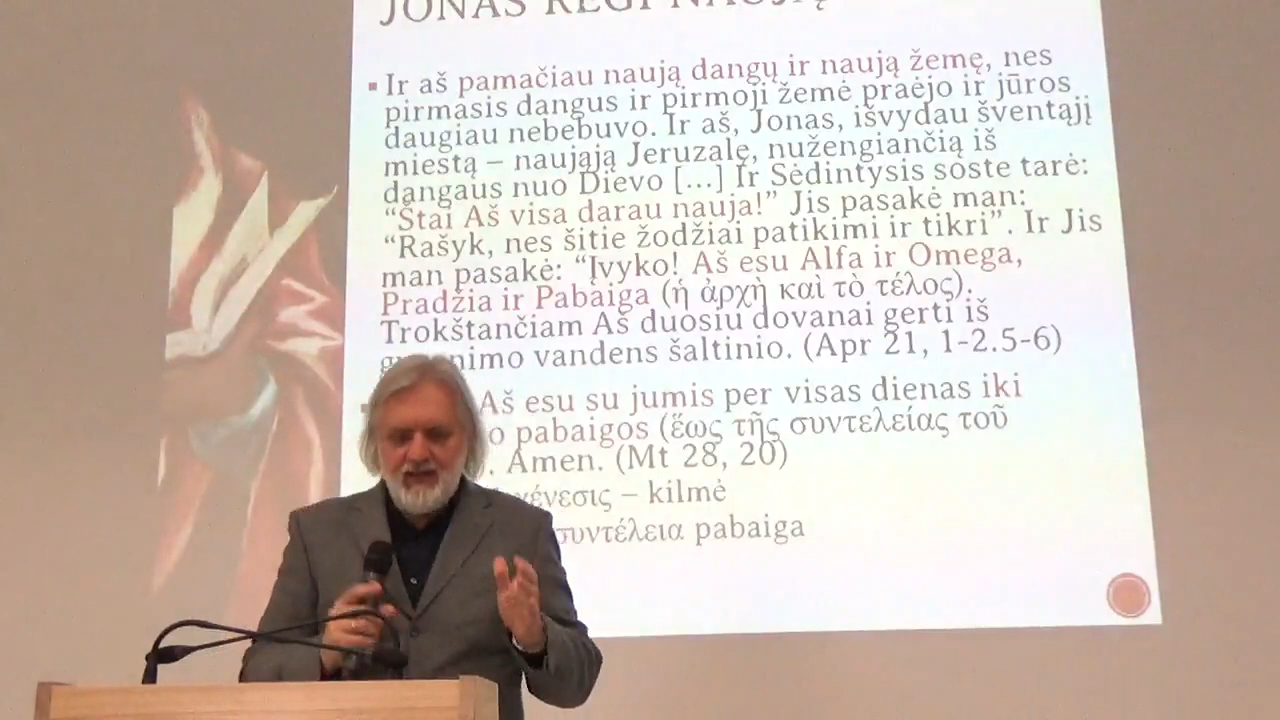 JONAS REGI NAUJĄ
▪ Ir aš pamačiau naują dangų ir naują žemę, nes
pirmasis dangus ir pirmoji žemė praėjo ir jūros
daugiau nebebuvo. Ir aš, Jonas, išvydau šventąjį
miestą – naująją Jeruzalę, nužengiančią iš
dangaus nuo Dievo [...] Ir Sėdintysis soste tarė:
“Štai Aš visa darau nauja!” Jis pasakė man:
“Rašyk, nes šitie žodžiai patikimi ir tikri”. Ir Jis
man pasakė: “Įvyko! Aš esu Alfa ir Omega,
Pradžia ir Pabaiga (ἡ ἀρχὴ καὶ τὸ τέλος).
Trokštančiam Aš duosiu dovanai gerti iš
vandens šaltinio. (Apr 21, 1-2.5-6)
Aš esu su jumis per visas dienas iki
pabaigos (ἕως τῆς συντελείας τοῦ
). Amen. (Mt 28, 20)
γένεσις – kilmė
συντέλεια pabaiga